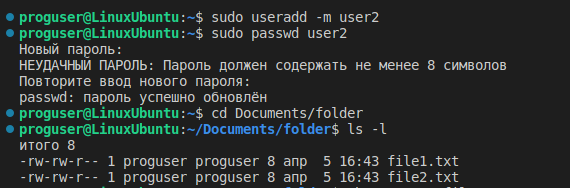 proguser@LinuxUbuntu:~$ sudo useradd -m user2
proguser@LinuxUbuntu:~$ sudo passwd user2
Новый пароль:
НЕУДАЧНЫЙ ПАРОЛЬ: Пароль должен содержать не менее 8 символов
Повторите ввод нового пароля:
passwd: пароль успешно обновлён
proguser@LinuxUbuntu:~$ cd Documents/folder
proguser@LinuxUbuntu:~/Documents/folder$ ls -l
итого 8
-rw-rw-r-- 1 proguser proguser 8 апр  5 16:43 file1.txt
-rw-rw-r-- 1 proguser proguser 8 апр  5 16:43 file2.txt